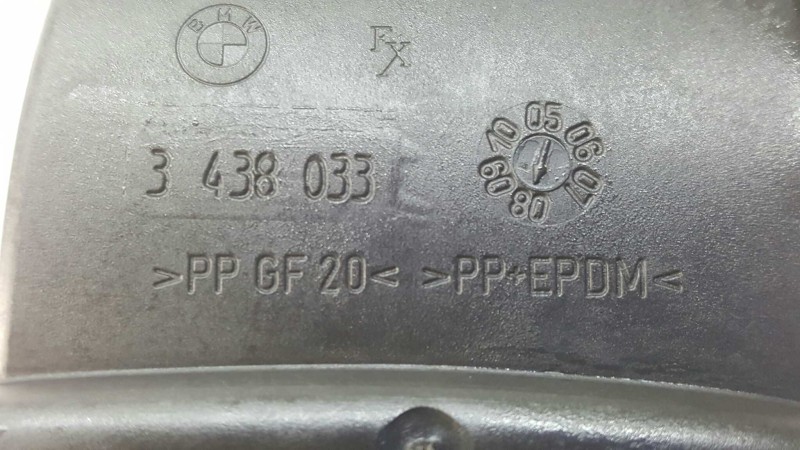 BMW
FX
3 438 033
05 06 07 08 09 10
>PP GF 20< >PP+EPDM<